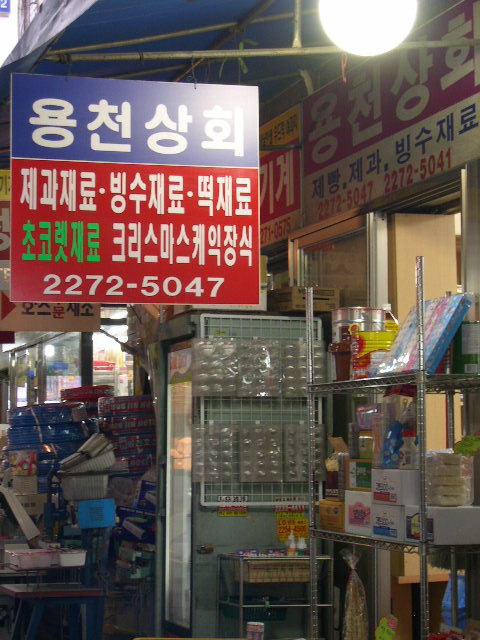 용천상회
제과재료·빙수재료·떡재료
초코렛재료 크리스마스케익장식
2272-5047
용천상회
제빵, 제과, 빙수재료
2272-5047 2272-5041
기계
271-0575